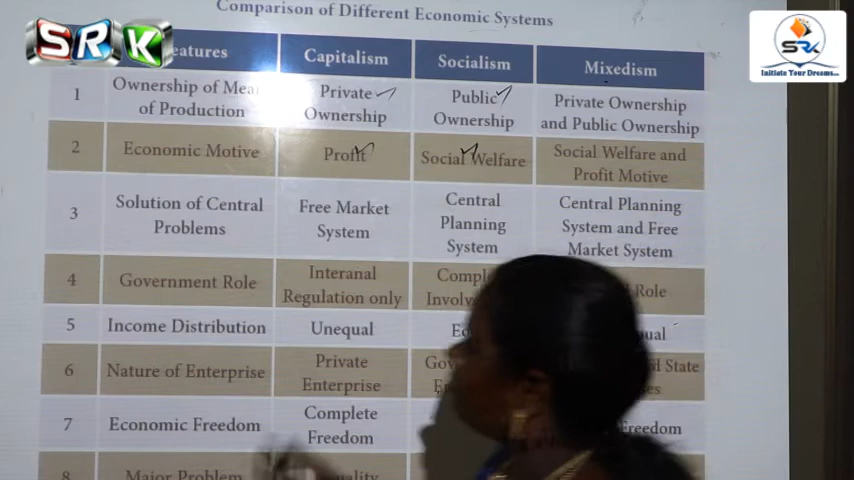 Comparison of Different Economic Systems
SRK
SRK
Initiate Your Dreams...
Capitalism
Socialism
Mixedism
1
Ownership of
of Production
Private
Ownership
Public
Ownership
Private Ownership
and Public Ownership
2
Economic Motive
Profit
Social Welfare
Social Welfare and
Profit Motive
3
Solution of Central
Problems
Free Market
System
Central
Planning
System
Central Planning
System and Free
Market System
4
Government Role
Interanal
Regulation only
Role
5
Income Distribution
Unequal
6
Nature of Enterprise
Private
Enterprise
State
7
Economic Freedom
Complete
Freedom
Freedom
8
Major Problem